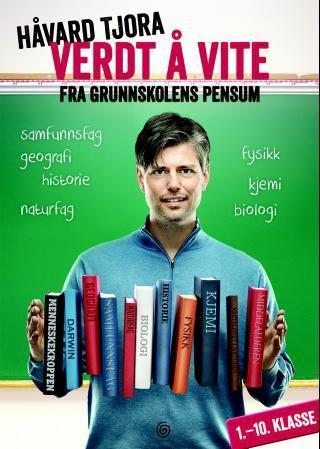 HÅVARD TJORA
VERDT Å VITE
FRA GRUNNSKOLENS PENSUM
samfunnsfag
geografi
historie
naturfag
fysikk
kjemi
biologi
MENNESKEKROPPEN
DARWIN
GEOGRAFI
BIOLOGI
HISTORIE
FYSIKK
KJEMI
MIDDELALDEREN
1.–10. KLASSE